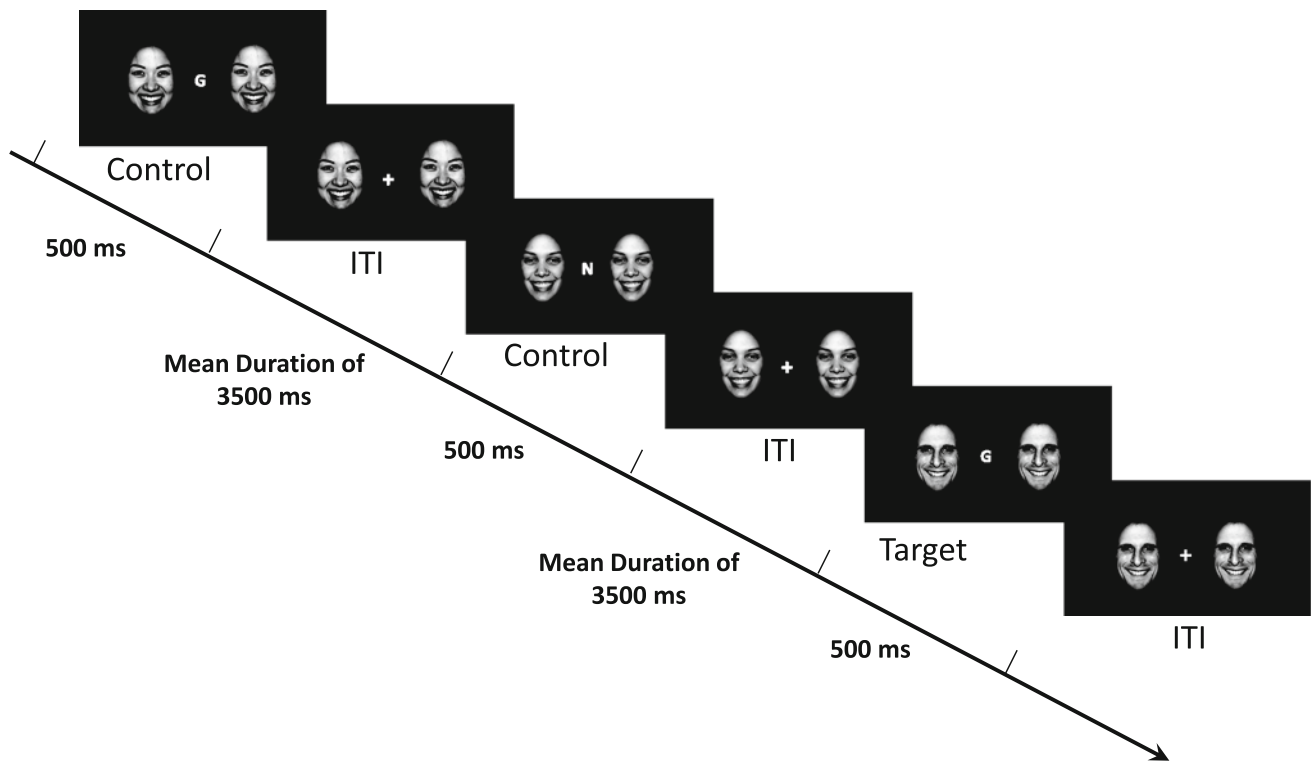 G
Control
+
ITI
500 ms
N
Control
Mean Duration of
3500 ms
+
ITI
500 ms
G
Target
Mean Duration of
3500 ms
+
ITI
500 ms